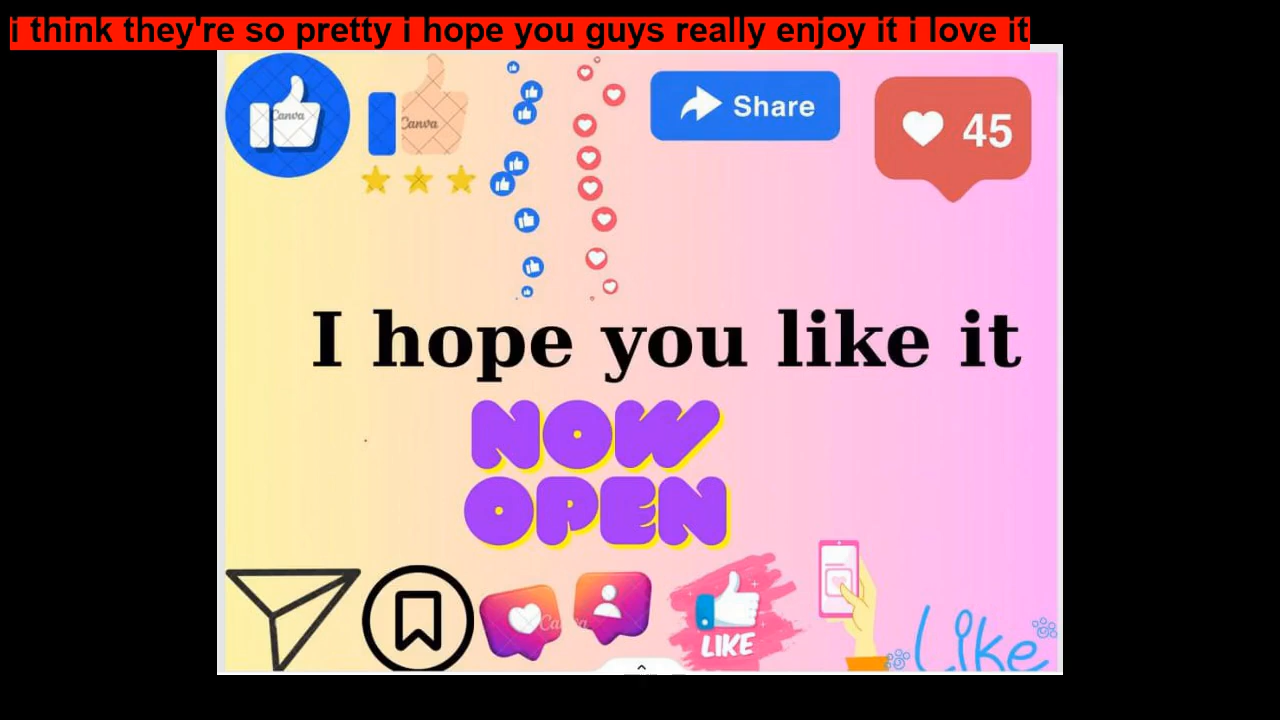 i think they're so pretty i hope you guys really enjoy it i love it
Canva
Canva
Share
45
I hope you like it
NOW
OPEN
Canva
LIKE
Like